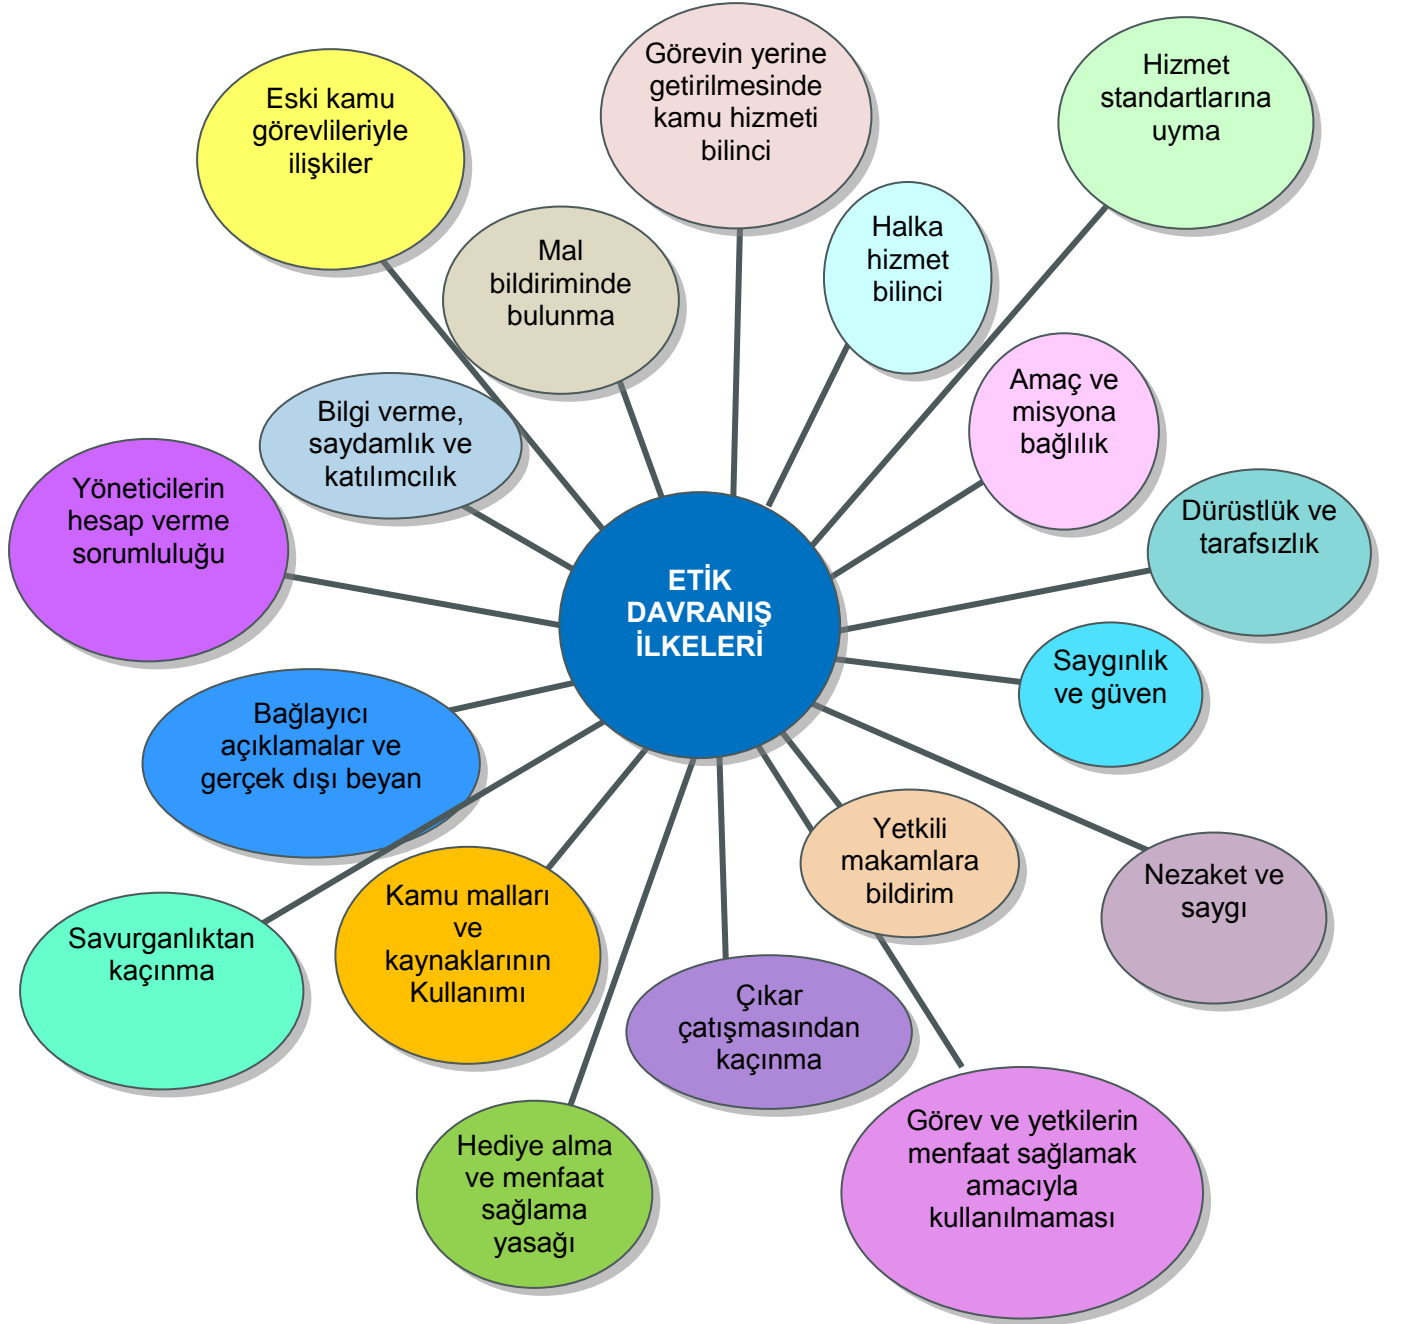 Görevin yerine
getirilmesinde
kamu hizmeti
bilinci
Hizmet
standartlarına
uyma
Eski kamu
görevlileriyle
ilişkiler
Halka
hizmet
bilinci
Mal
bildiriminde
bulunma
Amaç ve
misyona
bağlılık
Bilgi verme,
saydamlık ve
katılımcılık
Yöneticilerin
hesap verme
sorumluluğu
Dürüstlük ve
tarafsızlık
ETİK
DAVRANIŞ
İLKELERİ
Saygınlık
ve güven
Bağlayıcı
açıklamalar ve
gerçek dışı beyan
Yetkili
makamlara
bildirim
Nezaket ve
saygı
Kamu malları
ve
kaynaklarının
Kullanımı
Savurganlıktan
kaçınma
Çıkar
çatışmasından
kaçınma
Görev ve yetkilerin
menfaat sağlamak
amacıyla
kullanılmaması
Hediye alma
ve menfaat
sağlama
yasağı